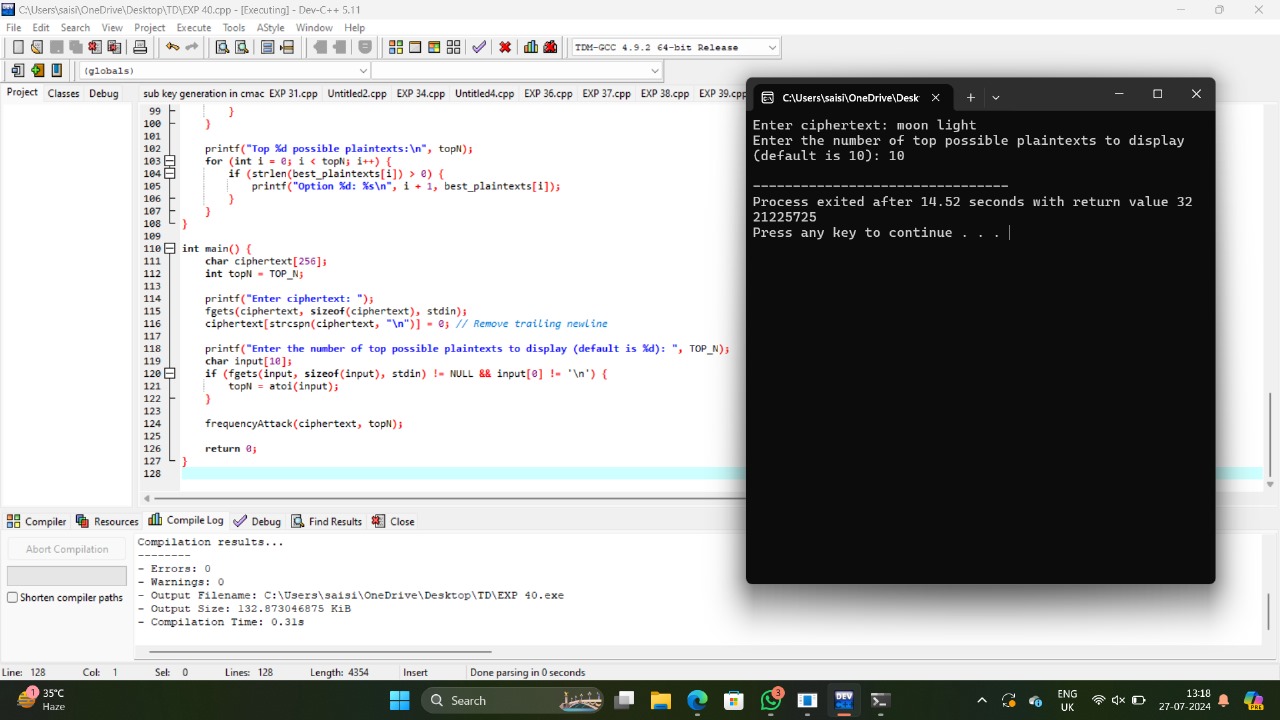 C:\Users\saisi\OneDrive\Desktop\TD\EXP 40.cpp - [Executing] - Dev-C++ 5.11
File Edit Search View Project Execute Tools AStyle Window Help
TDM-GCC 4.9.2 64-bit Release
(globals)
Project Classes Debug
sub key generation in cmac EXP 31.cpp Untitled2.cpp EXP 34.cpp Untitled4.cpp EXP 36.cpp EXP 37.cpp EXP 38.cpp EXP 39.cpp
99 }
100 }
101
102 printf("Top %d possible plaintexts:\n", topN);
103 for (int i = 0; i < topN; i++) {
104 if (strlen(best_plaintexts[i]) > 0) {
105 printf("Option %d: %s\n", i + 1, best_plaintexts[i]);
106 }
107 }
108 }
109
110 int main() {
111 char ciphertext[256];
112 int topN = TOP_N;
113
114 printf("Enter ciphertext: ");
115 fgets(ciphertext, sizeof(ciphertext), stdin);
116 ciphertext[strcspn(ciphertext, "\n")] = 0; // Remove trailing newline
117
118 printf("Enter the number of top possible plaintexts to display (default is %d): ", TOP_N);
119 char input[10];
120 if (fgets(input, sizeof(input), stdin) != NULL && input[0] != '\n') {
121 topN = atoi(input);
122 }
123
124 frequencyAttack(ciphertext, topN);
125
126 return 0;
127 }
128
C:\Users\saisi\OneDrive\Desk
Enter ciphertext: moon light
Enter the number of top possible plaintexts to display
(default is 10): 10
--------------------------------
Process exited after 14.52 seconds with return value 32
21225725
Press any key to continue . . .
Compiler Resources Compile Log Debug Find Results Close
Abort Compilation
Shorten compiler paths
Compilation results...
--------
- Errors: 0
- Warnings: 0
- Output Filename: C:\Users\saisi\OneDrive\Desktop\TD\EXP 40.exe
- Output Size: 132.873046875 KiB
- Compilation Time: 0.31s
Line: 128 Col: 1 Sel: 0 Lines: 128 Length: 4354 Insert Done parsing in 0 seconds
1
35°C
Haze
Search
3
DEV
ENG
UK
13:18
27-07-2024
PRE